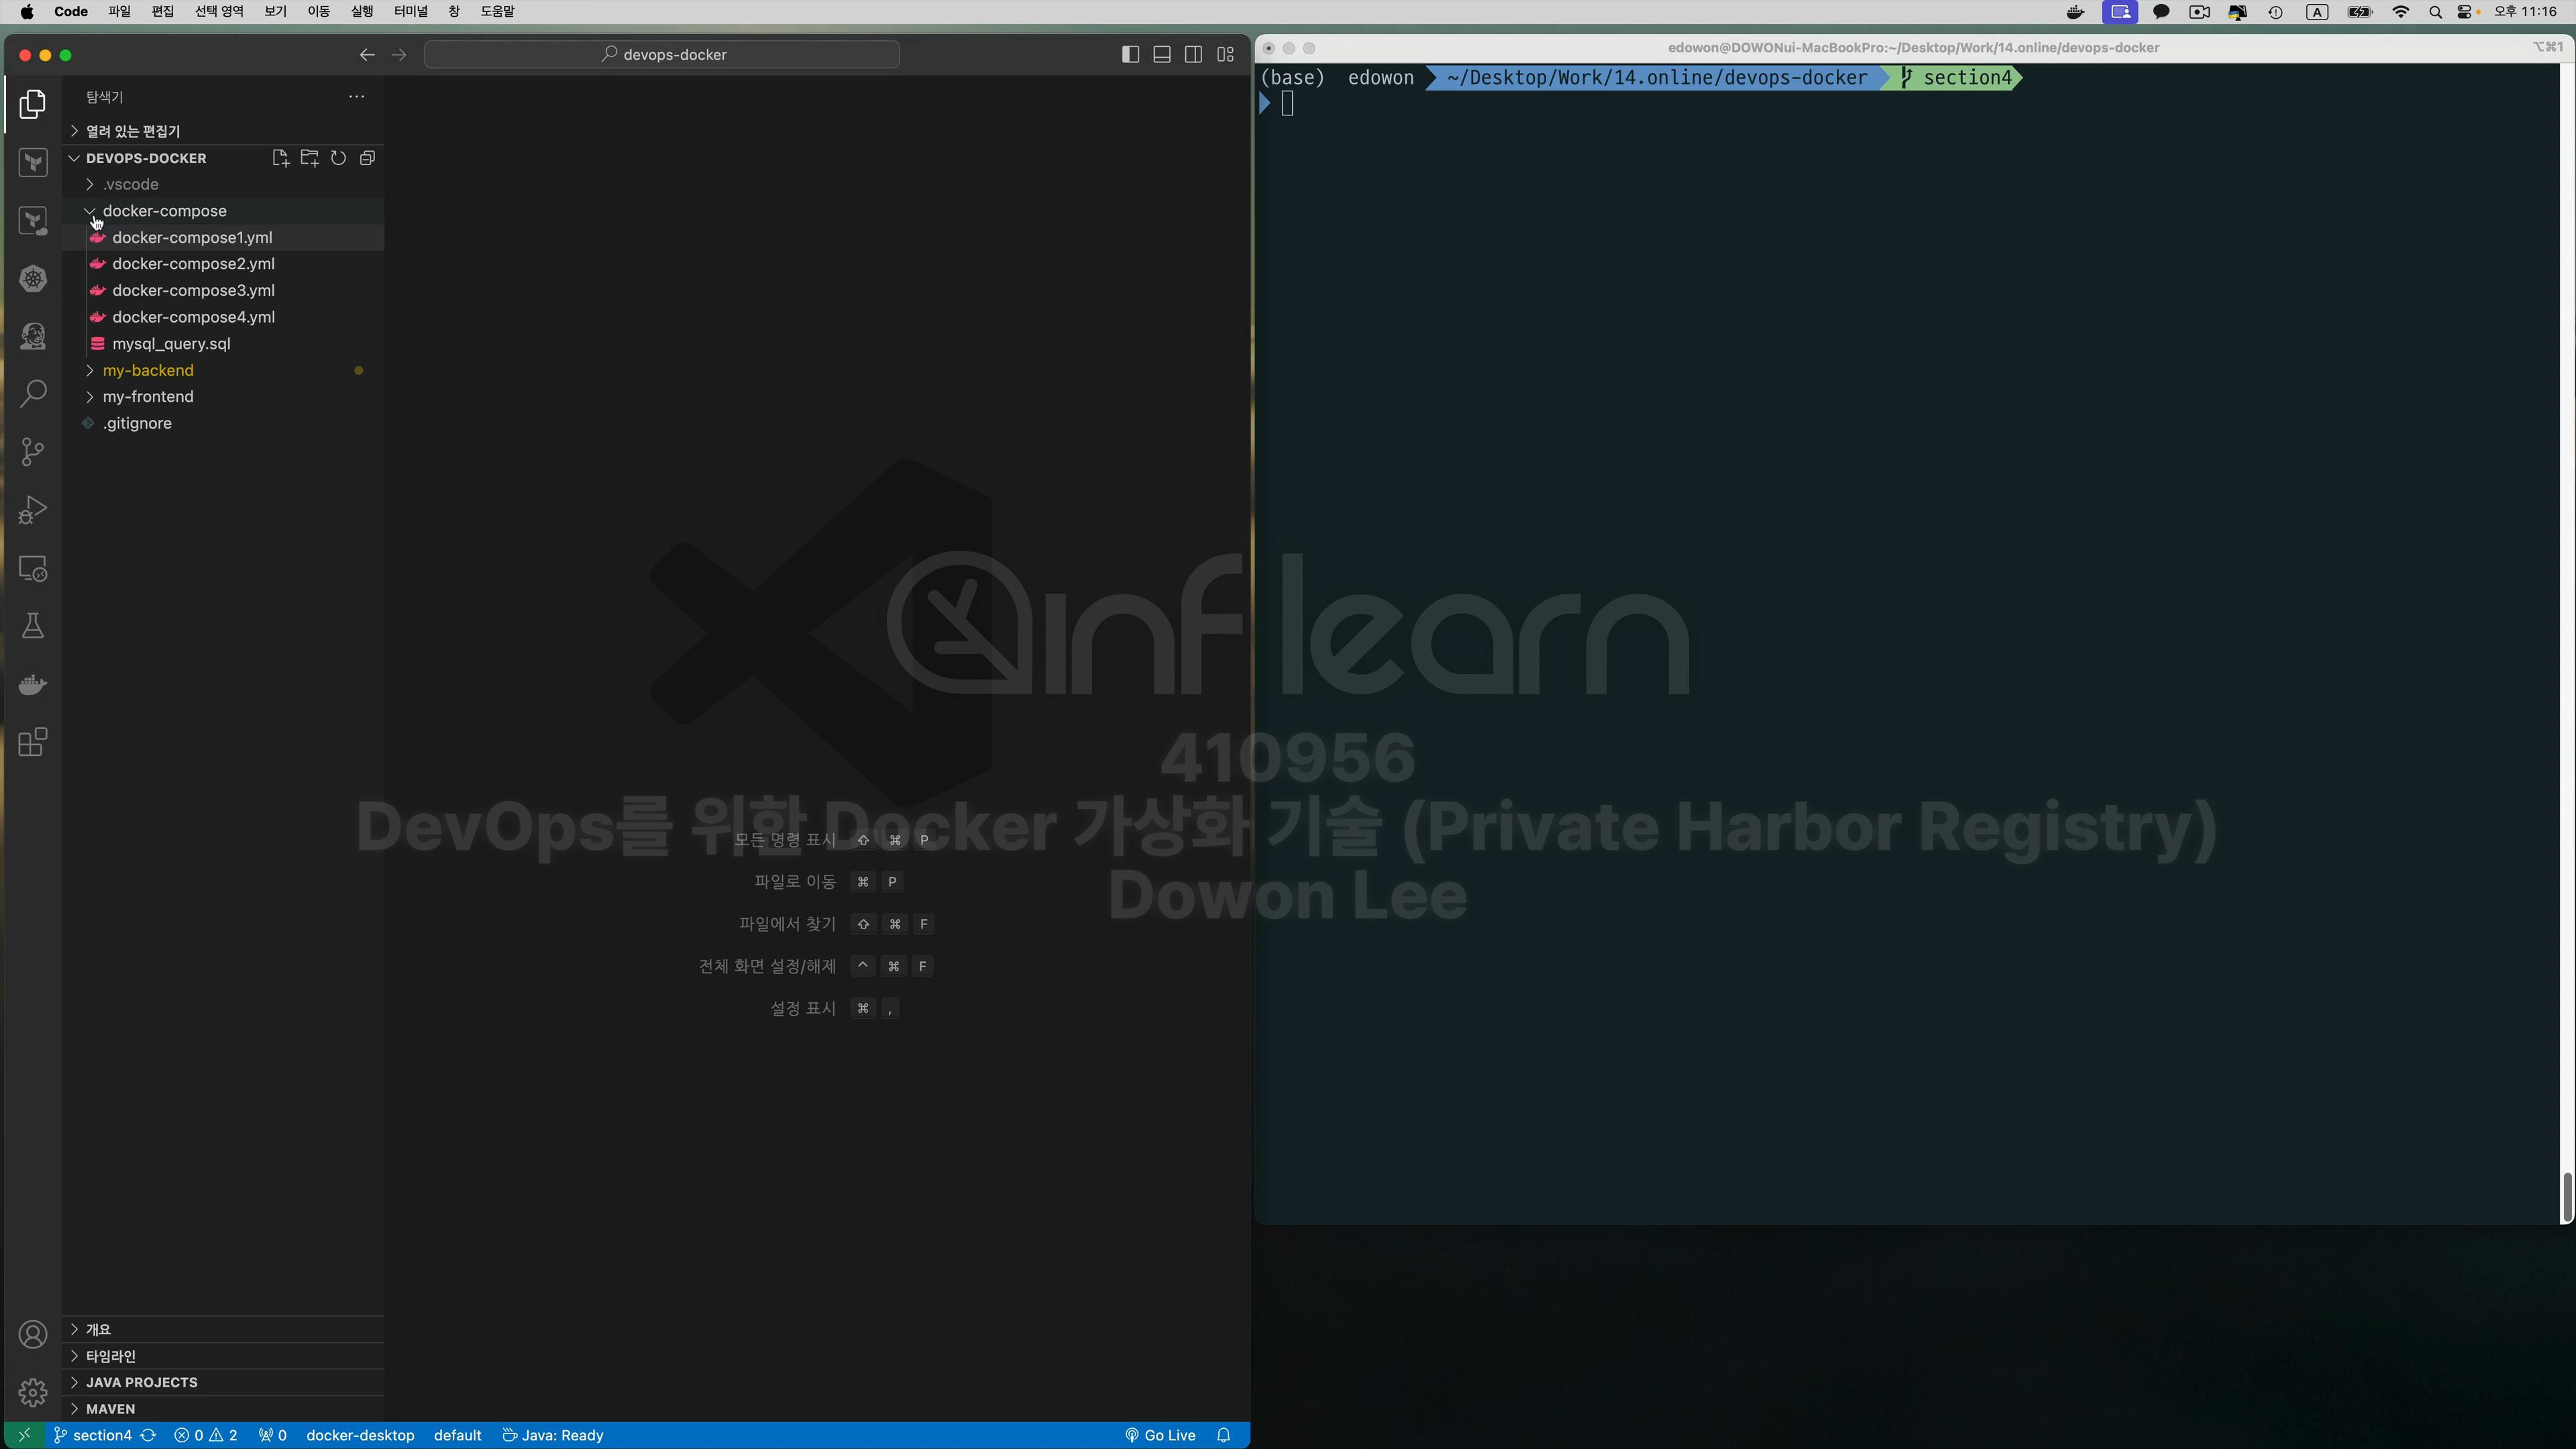 Code 파일 편집 선택 영역 보기 이동 실행 터미널 창 도움말
A 오후 11:16
devops-docker
edowon@DOWONui-MacBookPro:~/Desktop/Work/14.online/devops-docker
⌥⌘1
(base) edowon ~/Desktop/Work/14.online/devops-docker section4
탐색기
열려 있는 편집기
DEVOPS-DOCKER
.vscode
docker-compose
docker-compose1.yml
docker-compose2.yml
docker-compose3.yml
docker-compose4.yml
mysql_query.sql
my-backend
my-frontend
.gitignore
inflearn
410956
DevOps를 위한 Docker 가상화 기술 (Private Harbor Registry)
Dowon Lee
모든 명령 표시 ⇧ ⌘ P
파일로 이동 ⌘ P
파일에서 찾기 ⇧ ⌘ F
전체 화면 설정/해제 ^ ⌘ F
설정 표시 ⌘ ,
개요
타임라인
JAVA PROJECTS
MAVEN
section4 0 2 0 docker-desktop default Java: Ready Go Live